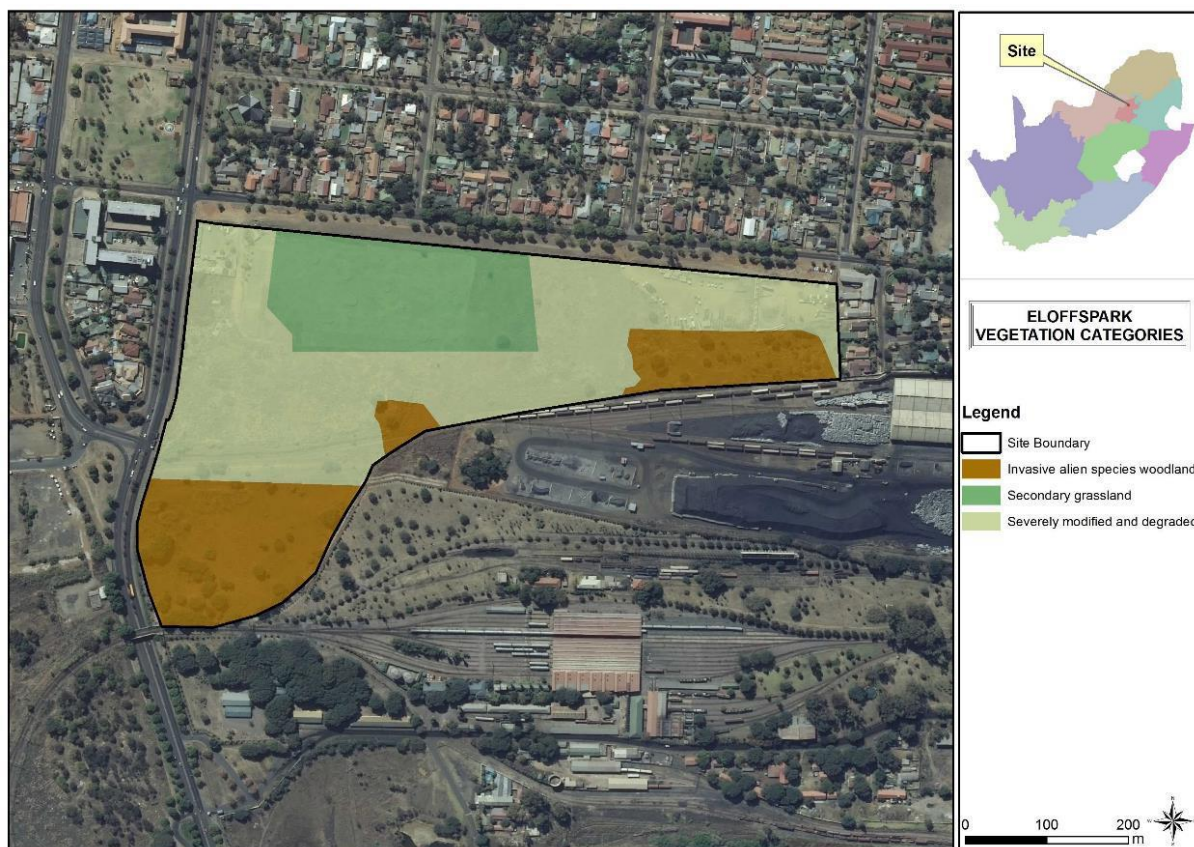 Site
ELOFFSPARK
VEGETATION CATEGORIES
Legend
Site Boundary
Invasive alien species woodland
Secondary grassland
Severely modified and degraded
0 100 200
m